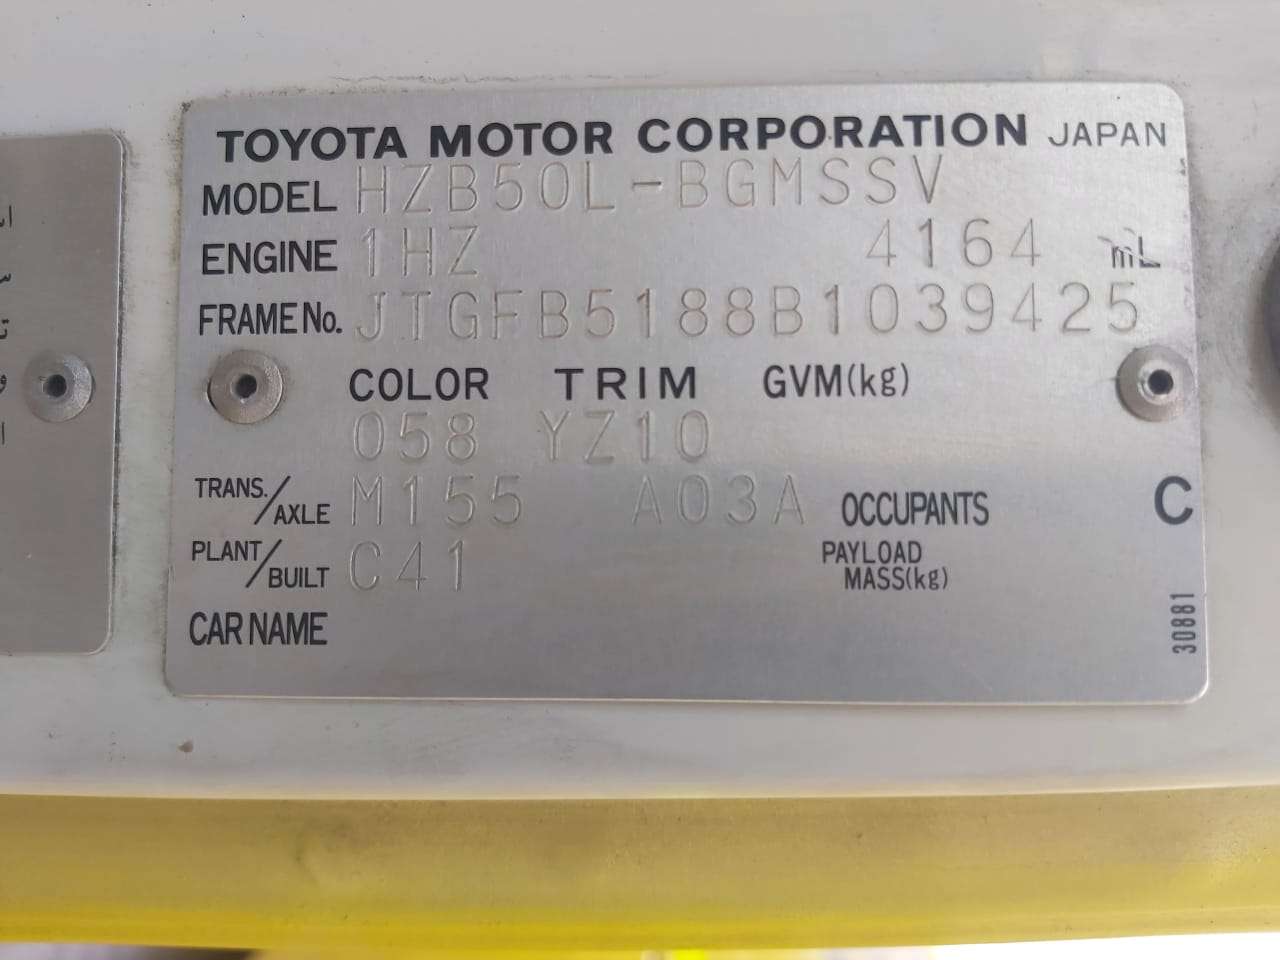 TOYOTA MOTOR CORPORATION JAPAN
MODEL HZB50L-BGMSSV
ENGINE 1HZ 4164 mL
FRAME No. JTGFB5188B1039425
COLOR TRIM GVM(kg)
058 YZ10
TRANS./AXLE M155 A03A OCCUPANTS C
PLANT/BUILT C41 PAYLOAD MASS(kg)
CAR NAME
30881